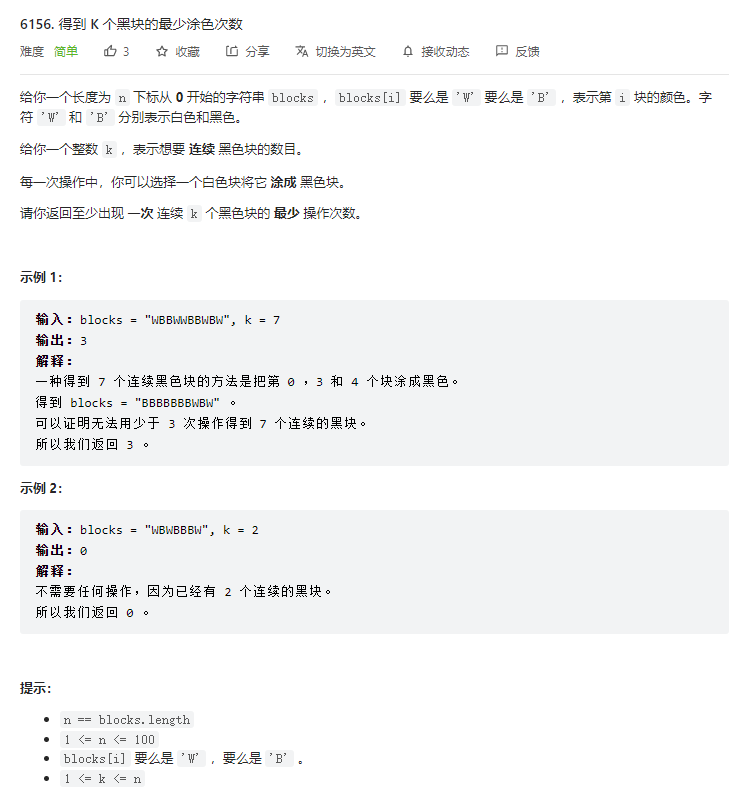 6156. 得到 K 个黑块的最少涂色次数
难度 简单 3 收藏 分享 切换为英文 接收动态 反馈
给你一个长度为 n 下标从 0 开始的字符串 blocks ，blocks[i] 要么是 'W' 要么是 'B' ，表示第 i 块的颜色。字
符 'W' 和 'B' 分别表示白色和黑色。
给你一个整数 k ，表示想要 连续 黑色块的数目。
每一次操作中，你可以选择一个白色块将它 涂成 黑色块。
请你返回至少出现 一次 连续 k 个黑色块的 最少 操作次数。
示例 1：
输入：blocks = "WBBWWBBWBW", k = 7
输出：3
解释：
一种得到 7 个连续黑色块的方法是把第 0 ，3 和 4 个块涂成黑色。
得到 blocks = "BBBBBBBWBW" 。
可以证明无法用少于 3 次操作得到 7 个连续的黑块。
所以我们返回 3 。
示例 2：
输入：blocks = "WBWBBBW", k = 2
输出：0
解释：
不需要任何操作，因为已经有 2 个连续的黑块。
所以我们返回 0 。
提示：
n == blocks.length
1 <= n <= 100
blocks[i] 要么是 'W' ，要么是 'B' 。
1 <= k <= n